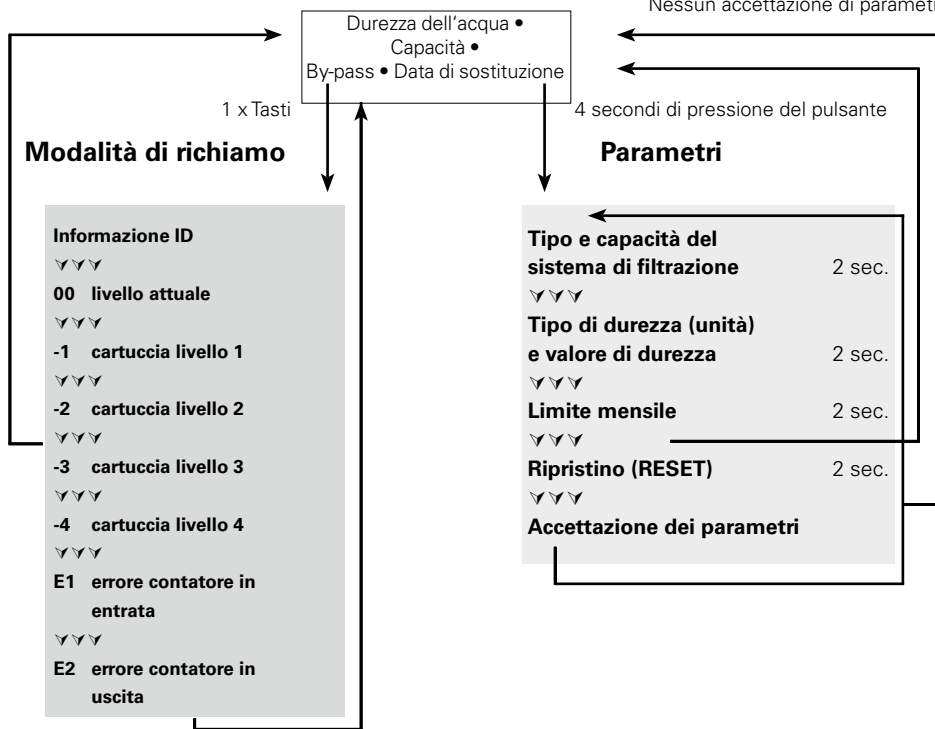 Nessun accettazione di parametri
Durezza dell'acqua •
Capacità •
By-pass • Data di sostituzione
1 x Tasti
4 secondi di pressione del pulsante
Modalità di richiamo
Parametri
Informazione ID
00 livello attuale
-1 cartuccia livello 1
-2 cartuccia livello 2
-3 cartuccia livello 3
-4 cartuccia livello 4
E1 errore contatore in
entrata
E2 errore contatore in
uscita
Tipo e capacità del
sistema di filtrazione 2 sec.
Tipo di durezza (unità)
e valore di durezza 2 sec.
Limite mensile 2 sec.
Ripristino (RESET) 2 sec.
Accettazione dei parametri